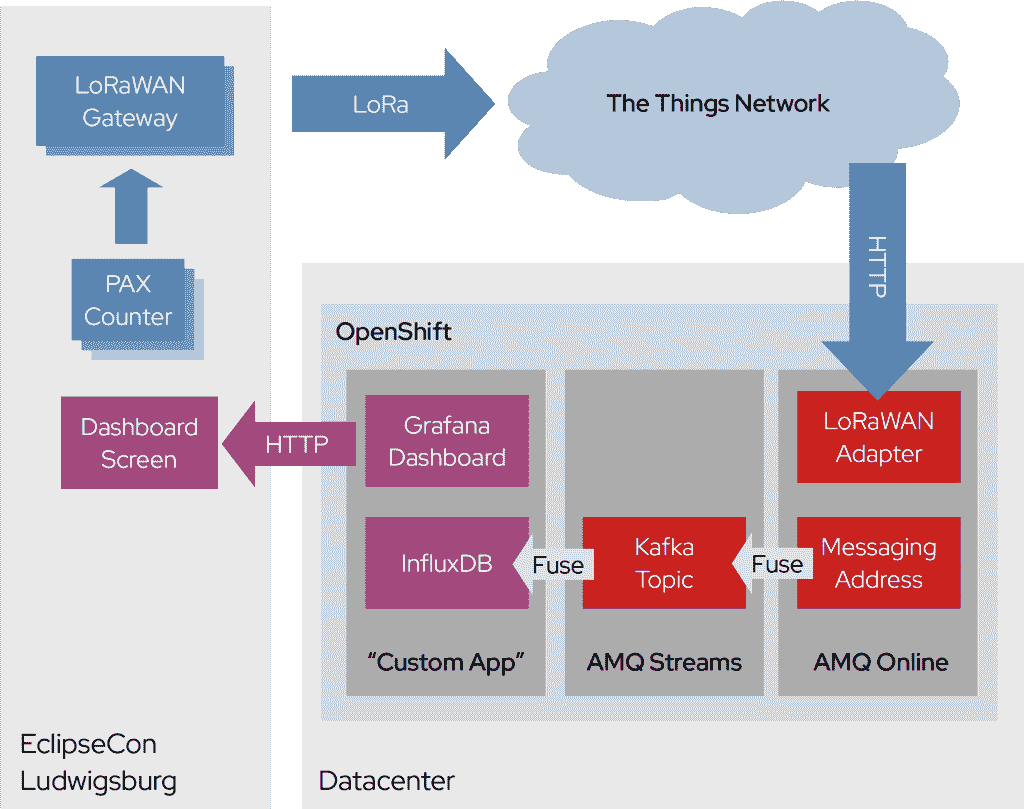 LoRaWAN
Gateway
LoRa
The Things Network
HTTP
PAX
Counter
OpenShift
Dashboard
Screen
HTTP
Grafana
Dashboard
LoRaWAN
Adapter
InfluxDB
Fuse
Kafka
Topic
Fuse
Messaging
Address
“Custom App”
AMQ Streams
AMQ Online
EclipseCon
Ludwigsburg
Datacenter